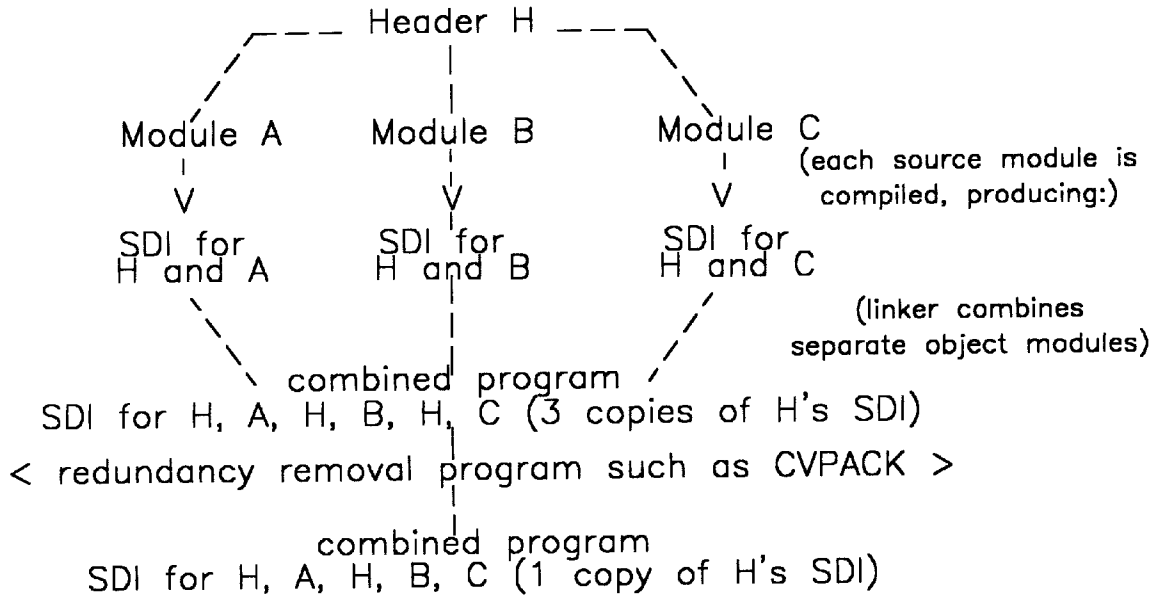 Header H
Module A
Module B
Module C
(each source module is
compiled, producing:)
SDI for
H and A
SDI for
H and B
SDI for
H and C
(linker combines
separate object modules)
combined program
SDI for H, A, H, B, H, C (3 copies of H's SDI)
< redundancy removal program such as CVPACK >
combined program
SDI for H, A, H, B, C (1 copy of H's SDI)